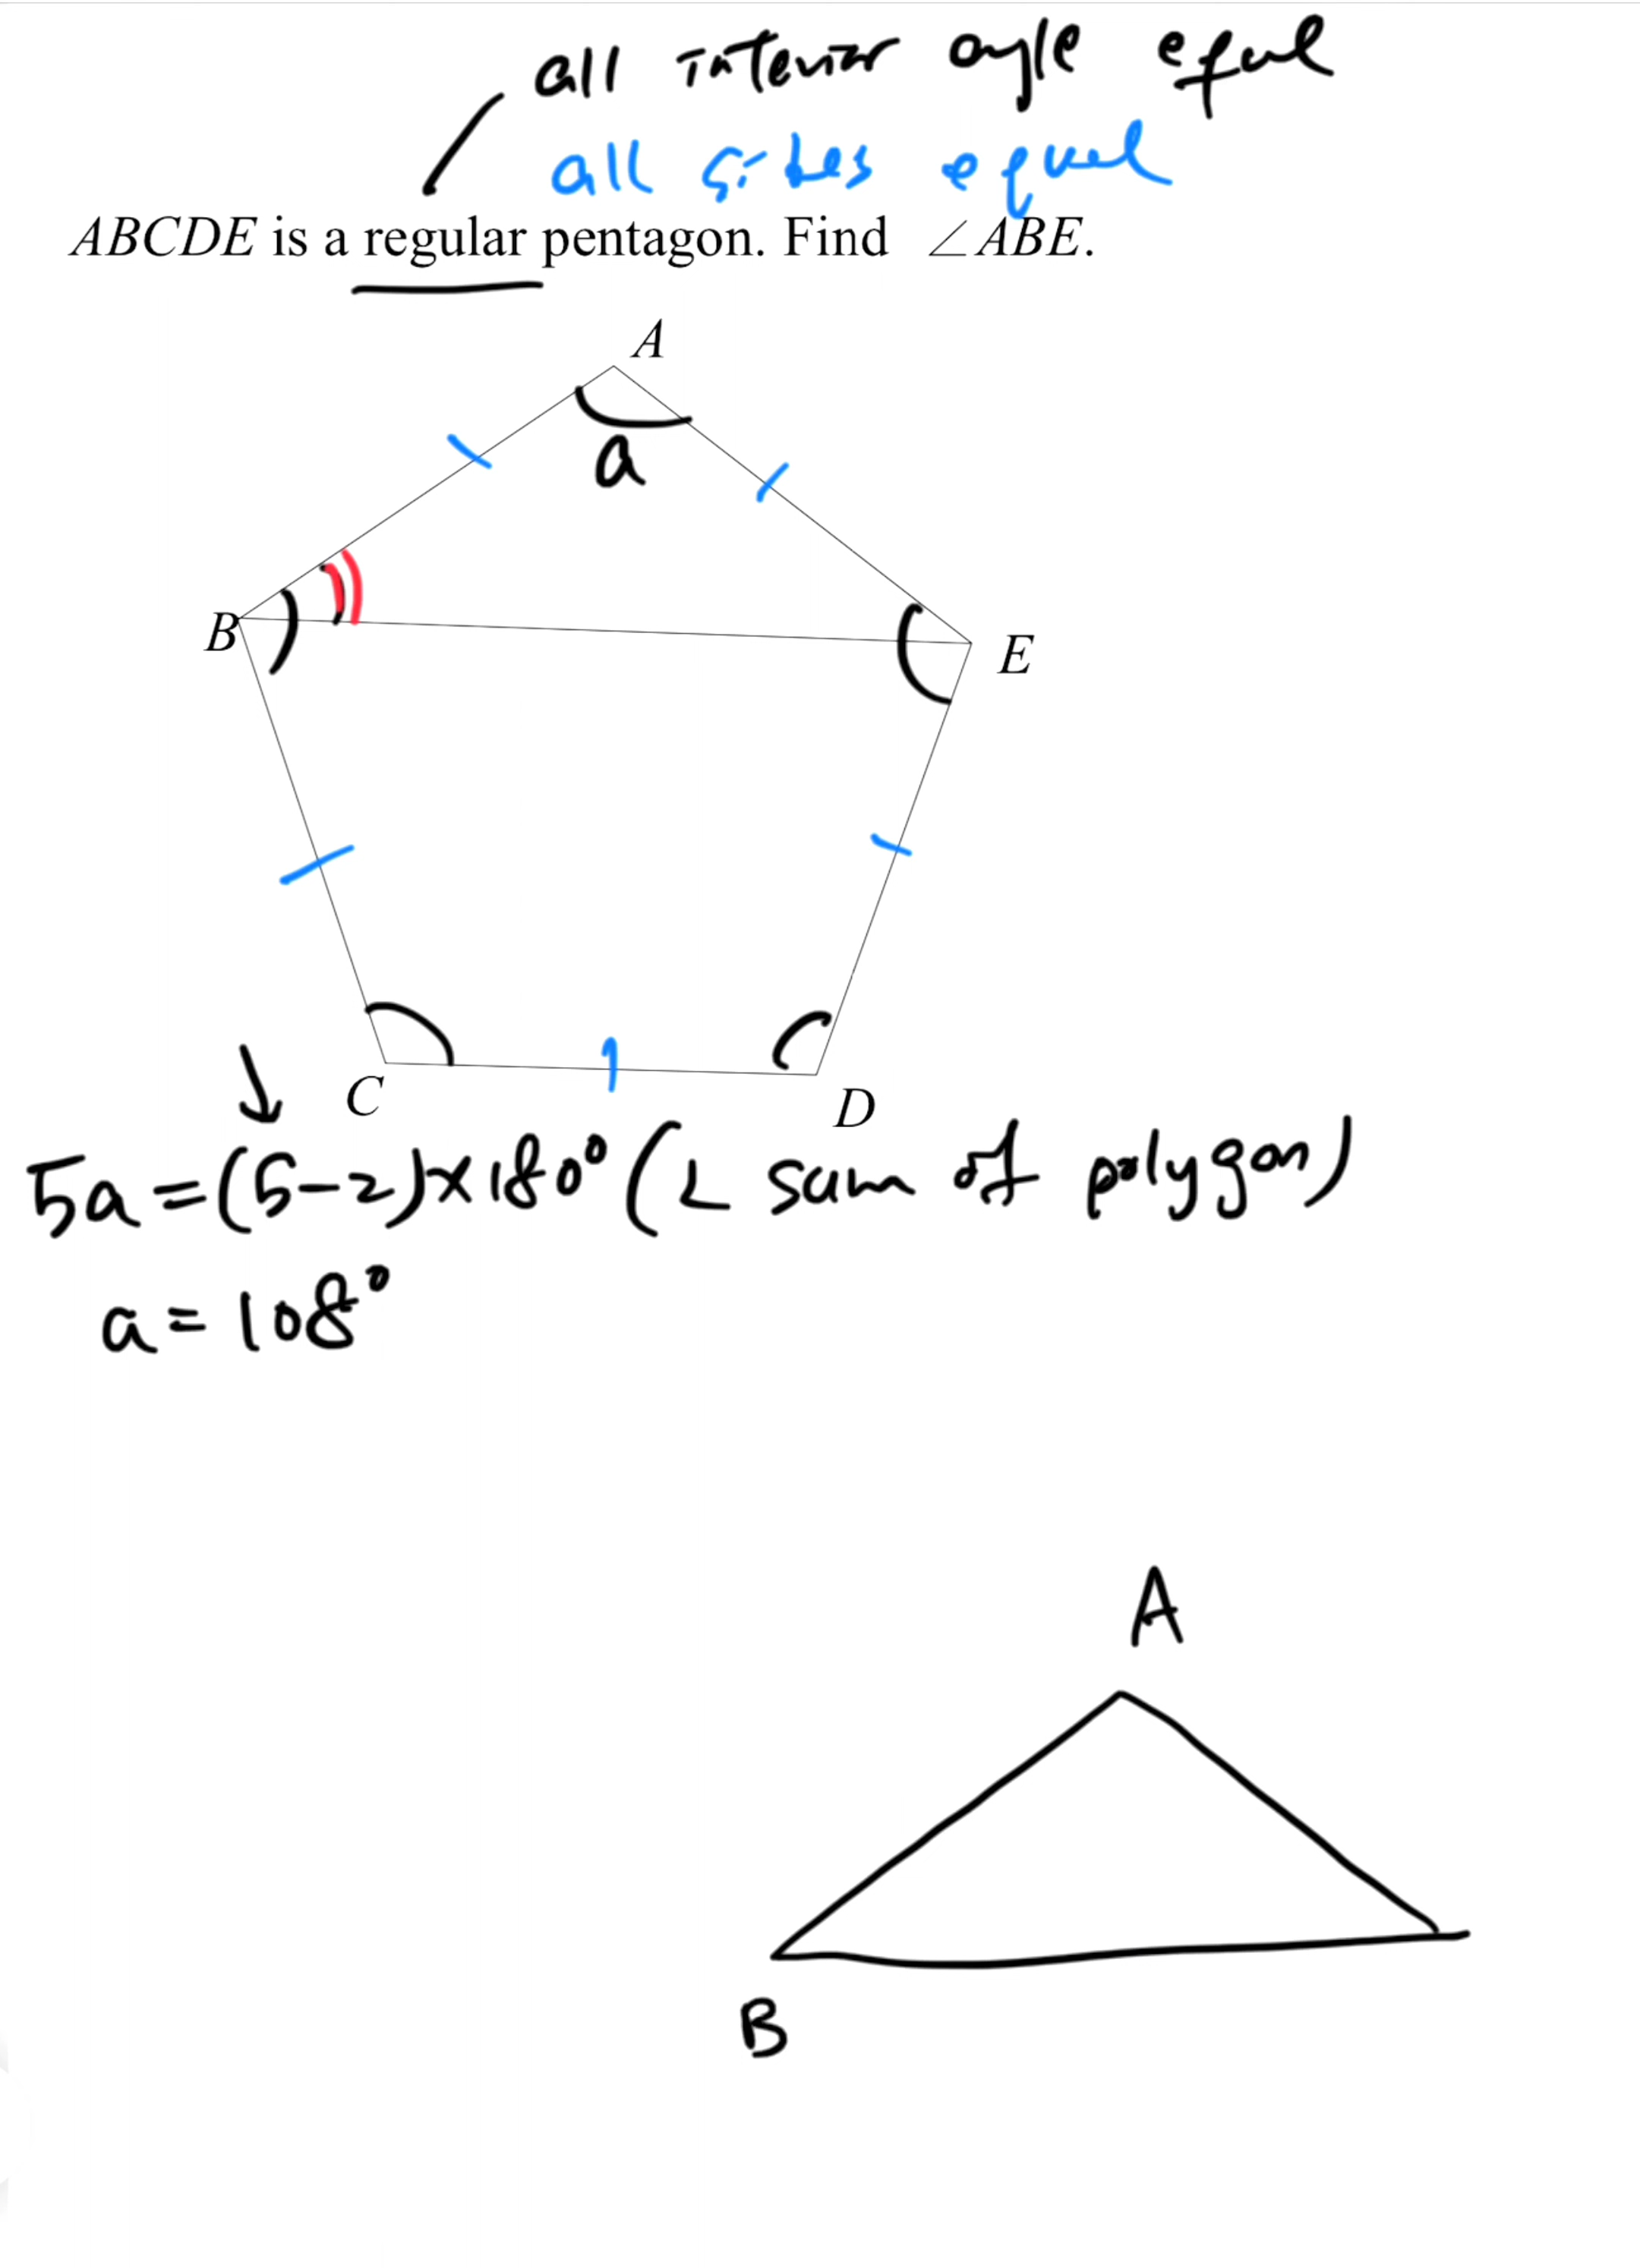 all interior angle equal
all sides equal
ABCDE is a regular pentagon. Find ∠ABE.
A
a
B
E
C
D
5a=(5-2)×180° (∠ sum of polygon)
a=108°
A
B